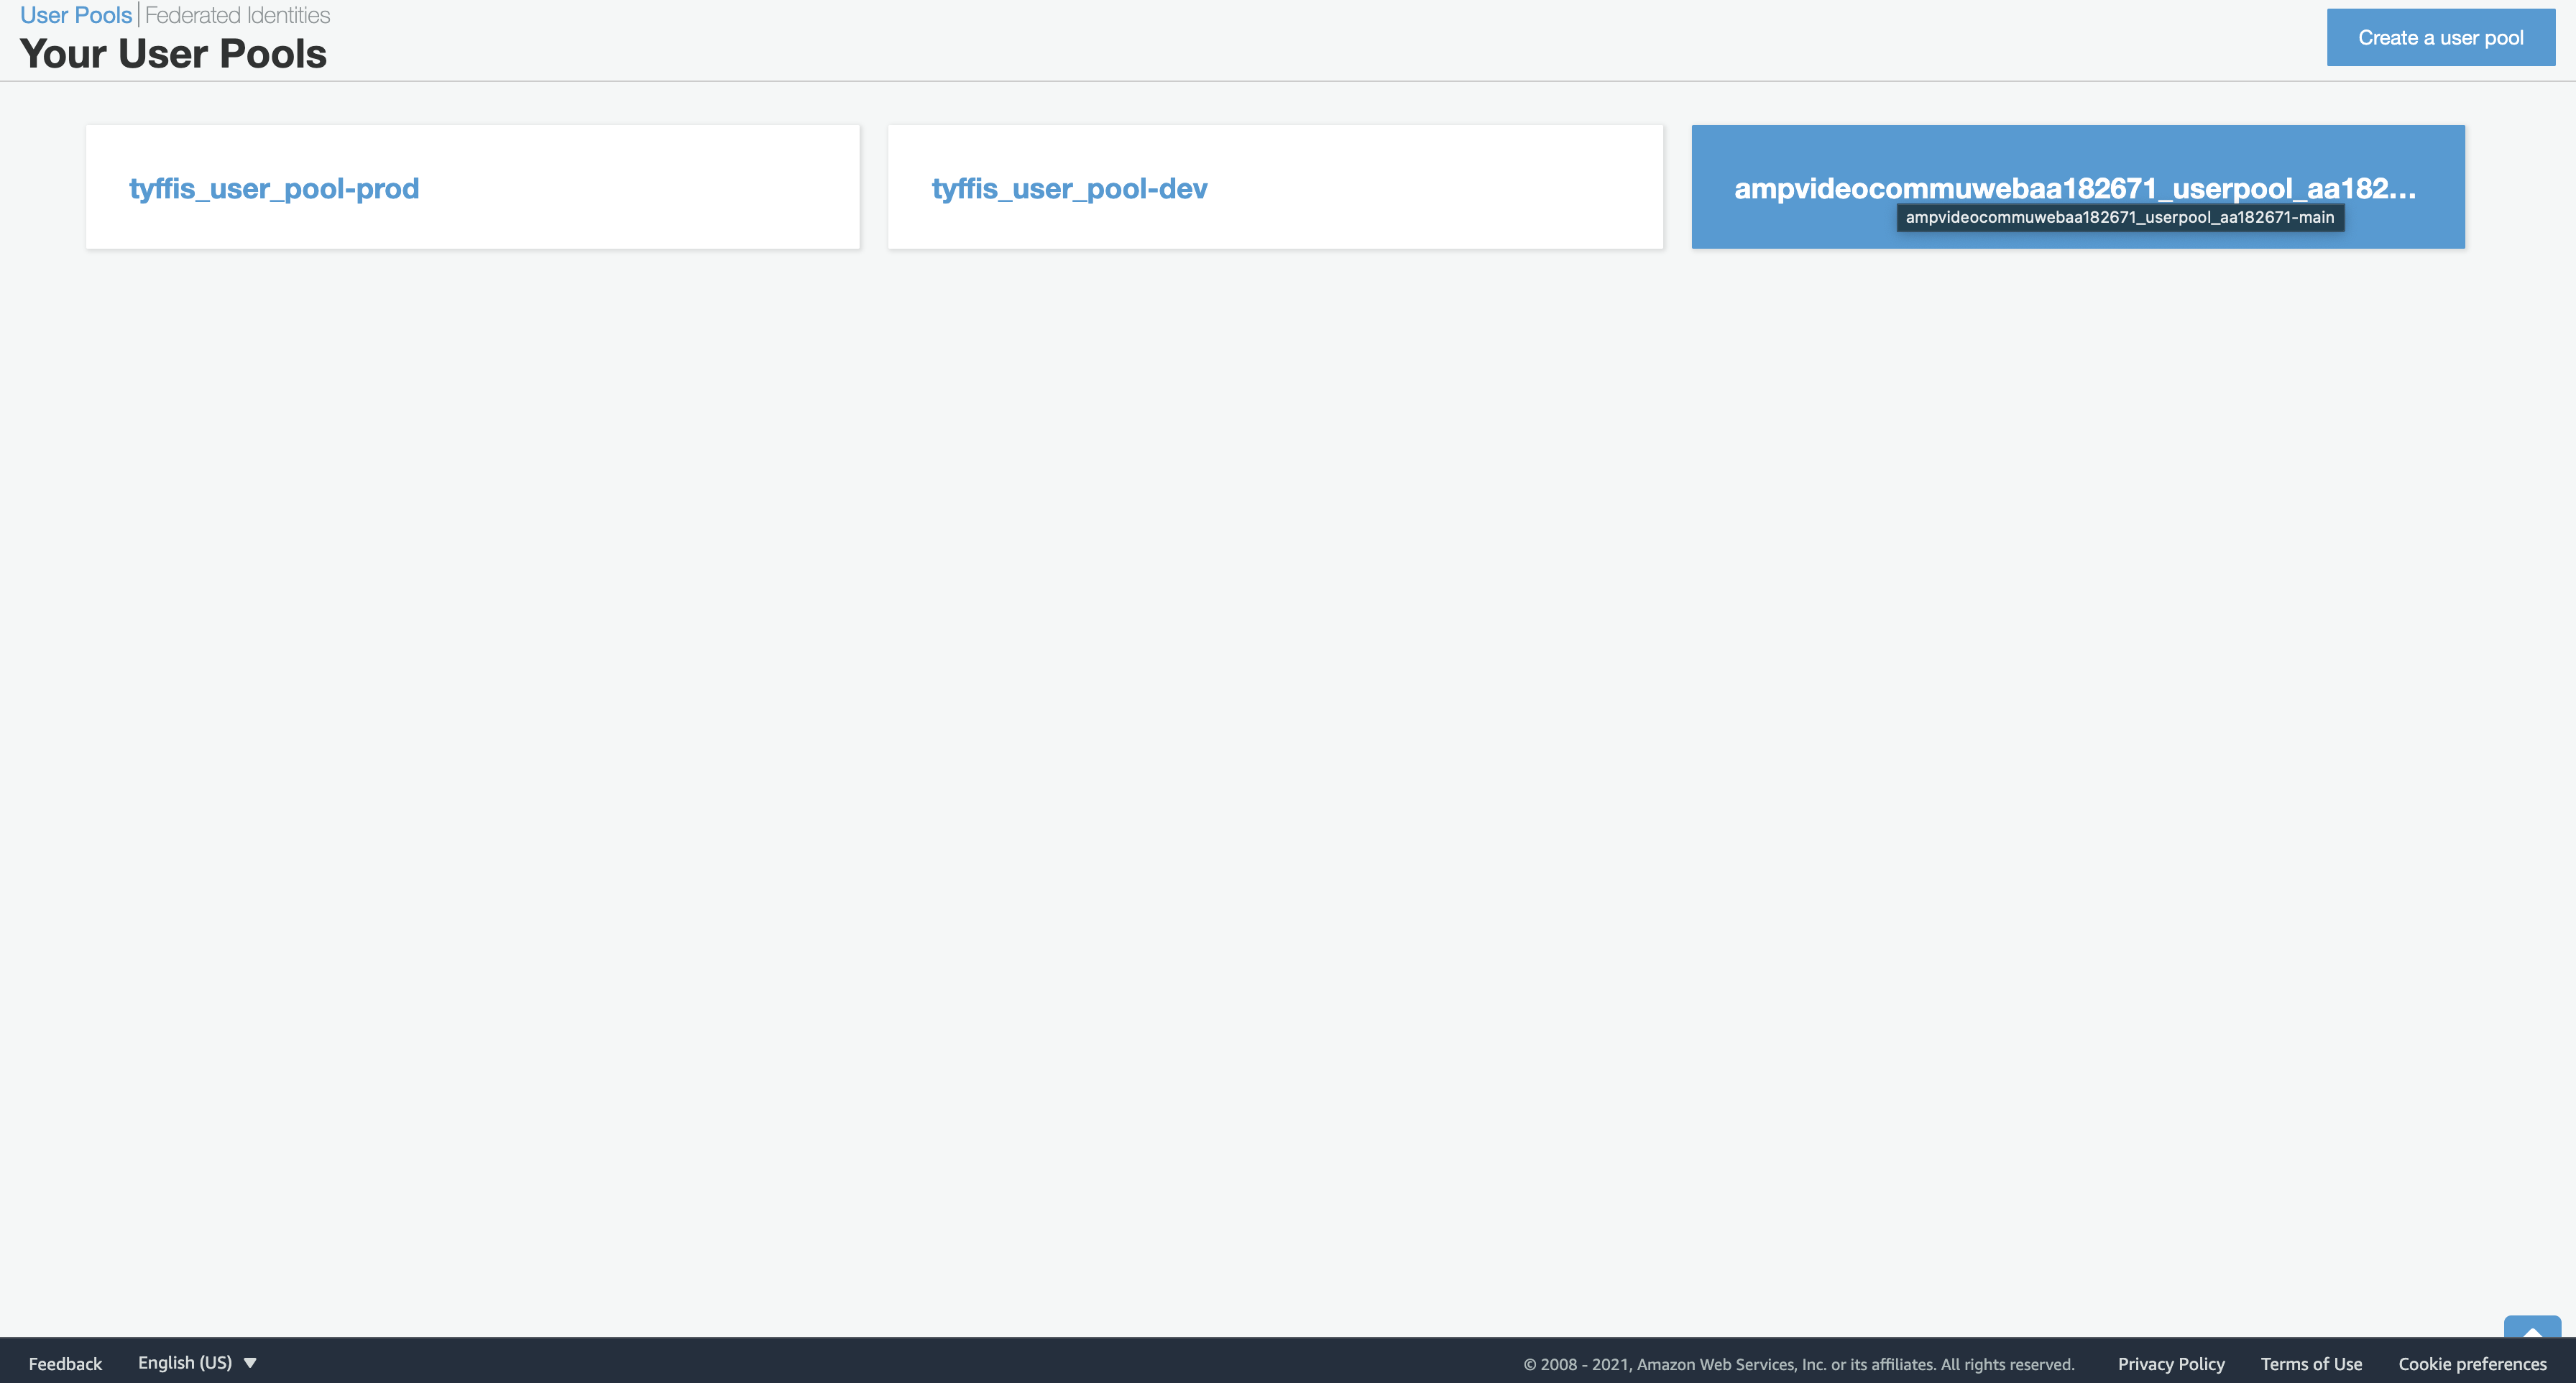 User Pools | Federated Identities
Your User Pools
Create a user pool
tyffis_user_pool-prod
tyffis_user_pool-dev
ampvideocommuwebaa182671_userpool_aa182...
ampvideocommuwebaa182671_userpool_aa182671-main
Feedback English (US) © 2008 - 2021, Amazon Web Services, Inc. or its affiliates. All rights reserved. Privacy Policy Terms of Use Cookie preferences